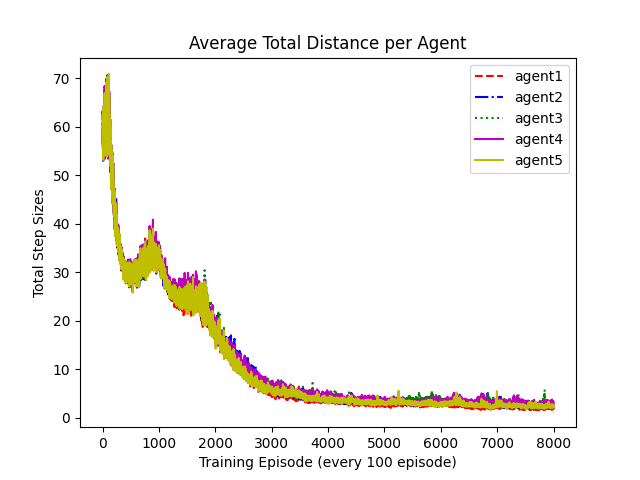 Average Total Distance per Agent
Total Step Sizes
70
60
50
40
30
20
10
0
agent1
agent2
agent3
agent4
agent5
0 1000 2000 3000 4000 5000 6000 7000 8000
Training Episode (every 100 episode)